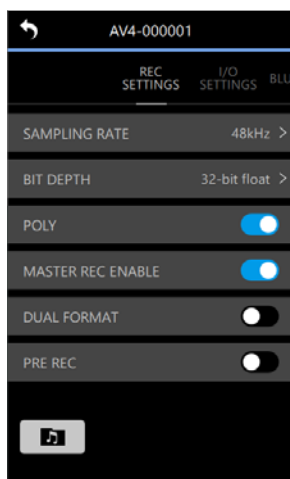 AV4-000001
REC
SETTINGS
I/O
SETTINGS
BLU
SAMPLING RATE 48kHz >
BIT DEPTH 32-bit float >
POLY
MASTER REC ENABLE
DUAL FORMAT
PRE REC